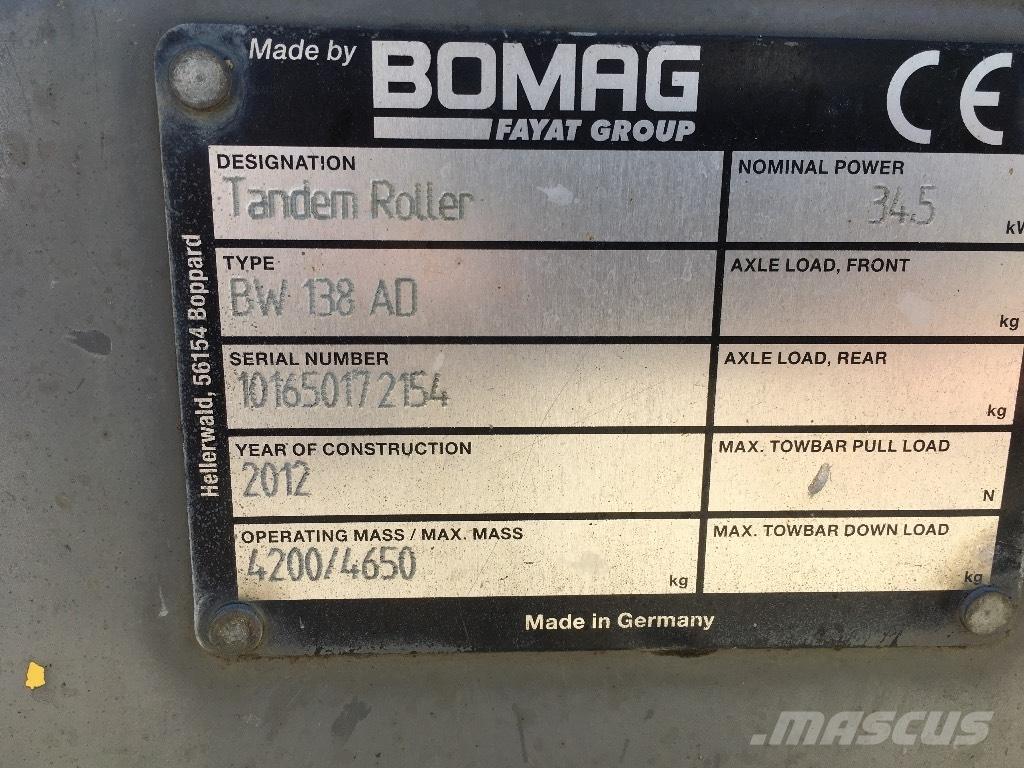 Made by BOMAG CE
FAYAT GROUP
DESIGNATION
Tandem Roller
NOMINAL POWER
34.5 kW
TYPE
BW 138 AD
AXLE LOAD, FRONT
kg
SERIAL NUMBER
101650172154
AXLE LOAD, REAR
kg
YEAR OF CONSTRUCTION
2012
MAX. TOWBAR PULL LOAD
N
OPERATING MASS / MAX. MASS
4200/4650 kg
MAX. TOWBAR DOWN LOAD
kg
Hellerwald, 56154 Boppard
Made in Germany
MASCUS